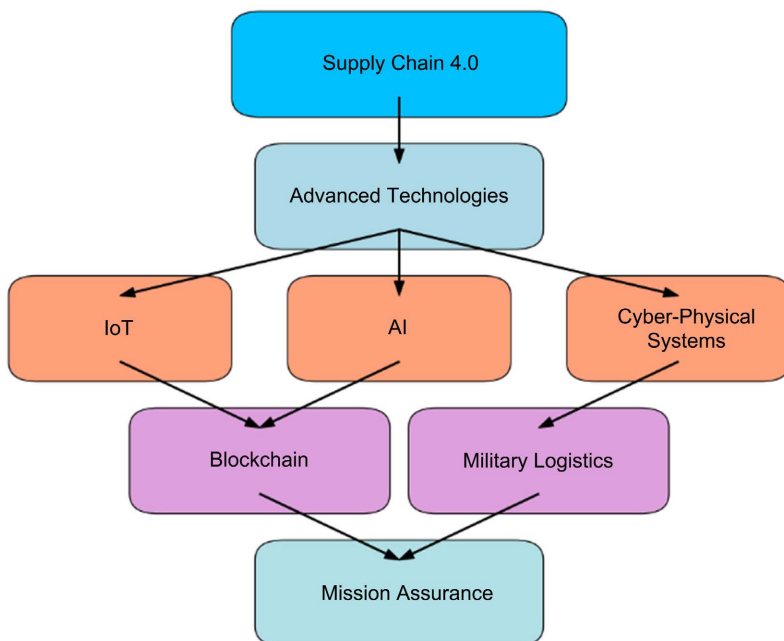 Supply Chain 4.0
Advanced Technologies
IoT
AI
Cyber-Physical
Systems
Blockchain
Military Logistics
Mission Assurance